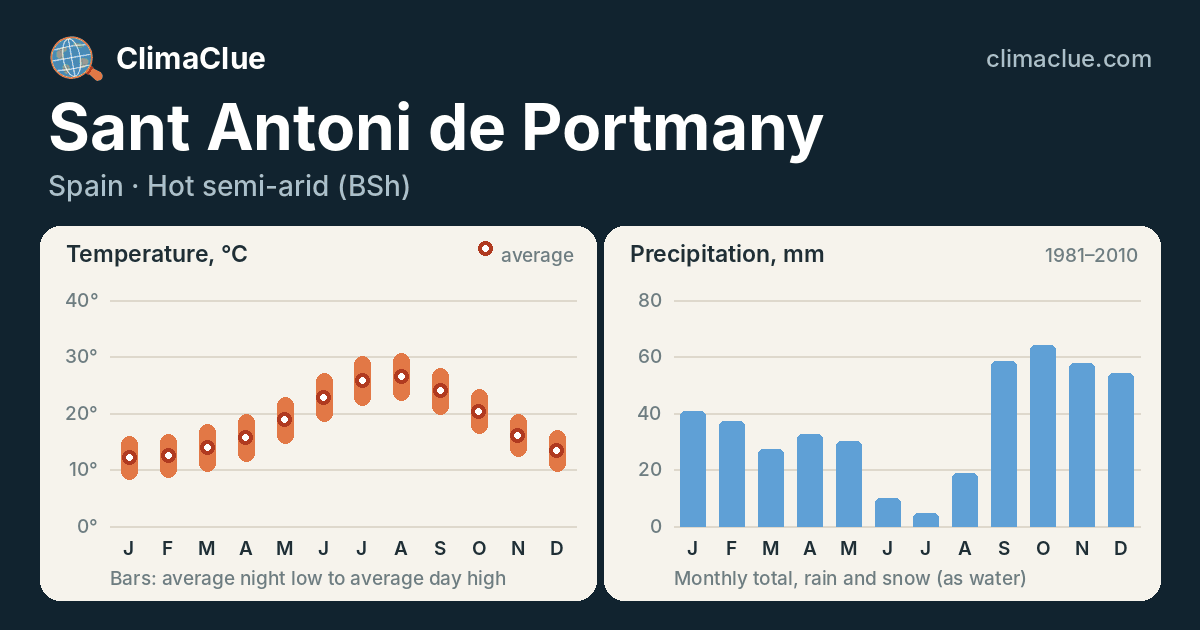 ClimaClue
climaclue.com
Sant Antoni de Portmany
Spain · Hot semi-arid (BSh)
Temperature, °C
average
40°
30°
20°
10°
0°
J F M A M J J A S O N D
Bars: average night low to average day high
Precipitation, mm
1981–2010
80
60
40
20
0
J F M A M J J A S O N D
Monthly total, rain and snow (as water)